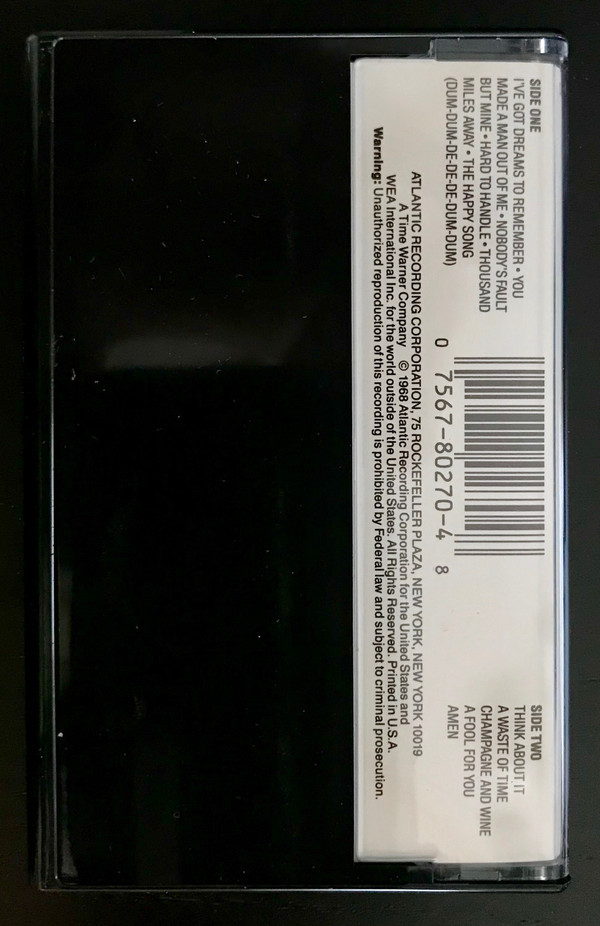 SIDE ONE
I'VE GOT DREAMS TO REMEMBER • YOU
MADE A MAN OUT OF ME • NOBODY'S FAULT
BUT MINE • HARD TO HANDLE • THOUSAND
MILES AWAY • THE HAPPY SONG
(DUM-DUM-DE-DE-DE-DUM-DUM)
0 7567-80270-4 8
SIDE TWO
THINK ABOUT IT
A WASTE OF TIME
CHAMPAGNE AND WINE
A FOOL FOR YOU
AMEN
ATLANTIC RECORDING CORPORATION, 75 ROCKEFELLER PLAZA, NEW YORK, NEW YORK 10019
A Time Warner Company © 1968 Atlantic Recording Corporation for the United States and
WEA International Inc. for the world outside of the United States. All Rights Reserved. Printed in U.S.A.
Warning: Unauthorized reproduction of this recording is prohibited by Federal law and subject to criminal prosecution.